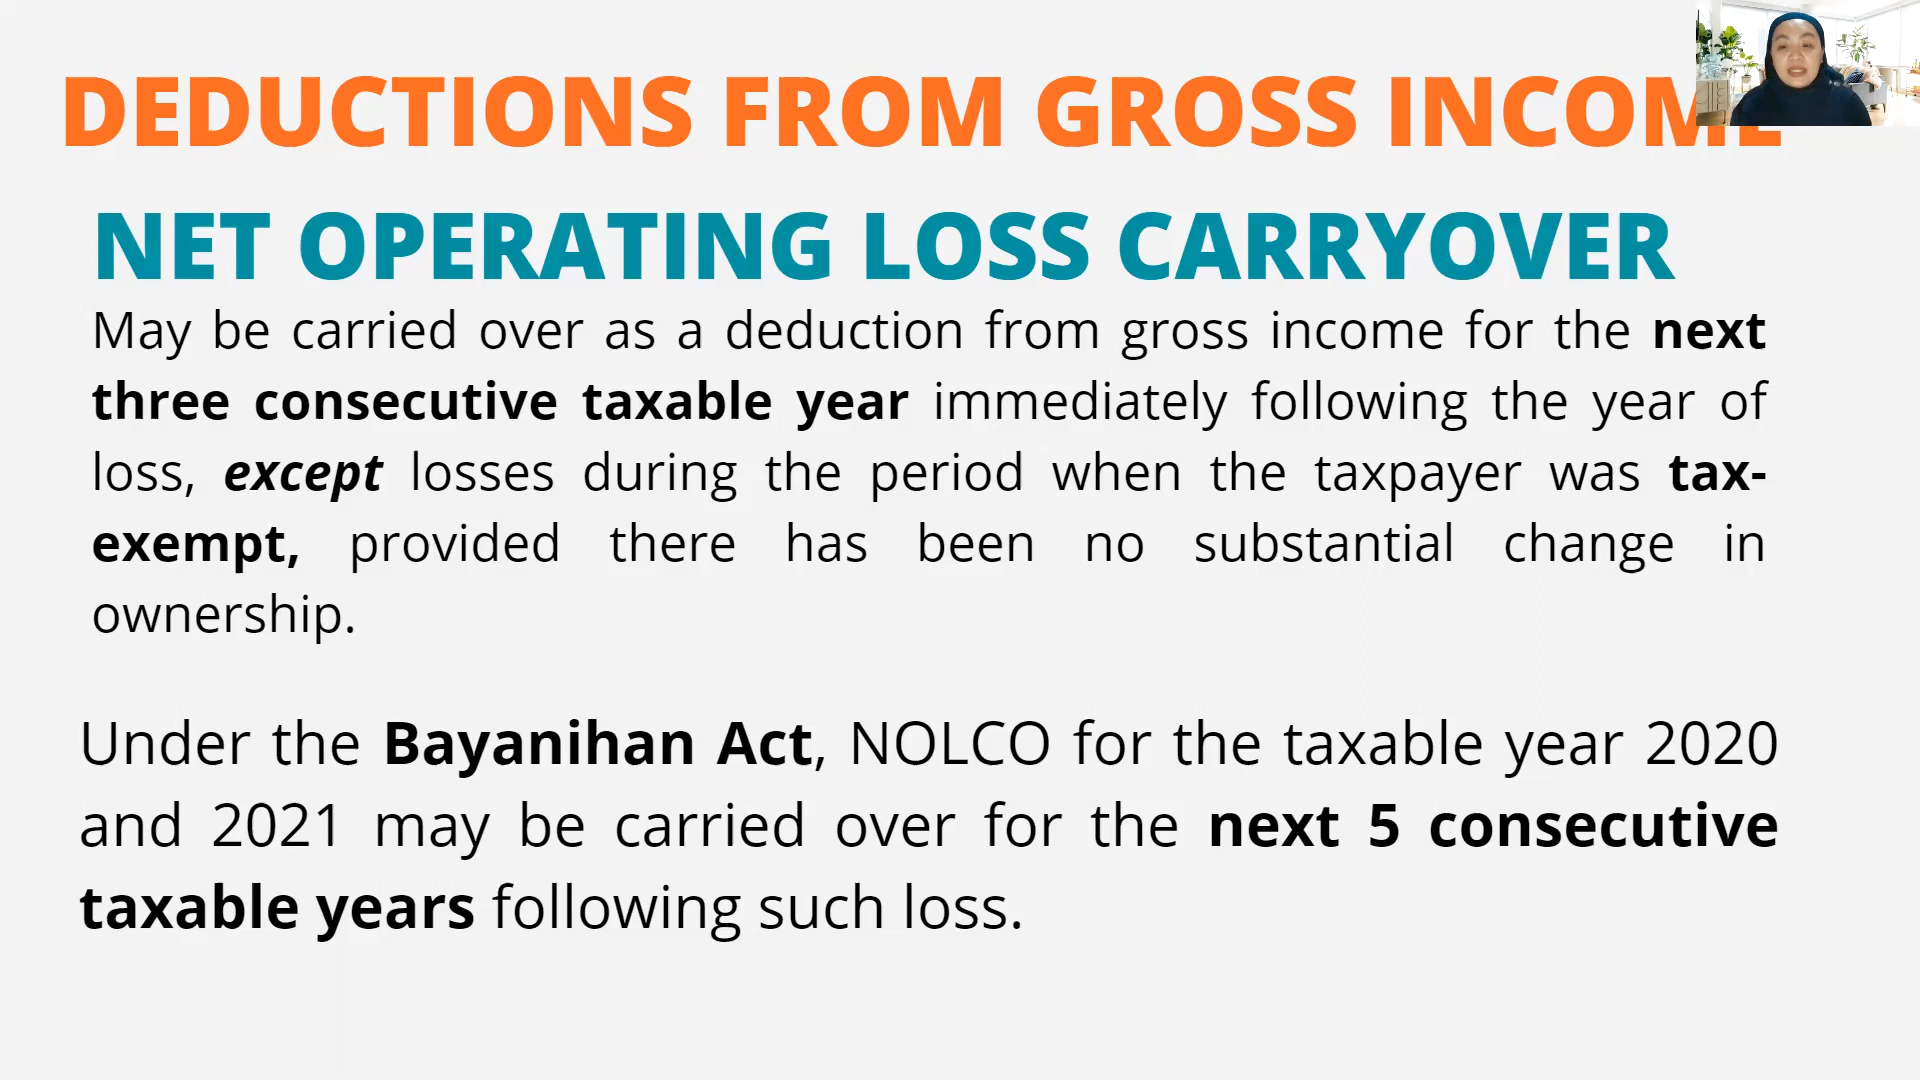 DEDUCTIONS FROM GROSS INCOME
NET OPERATING LOSS CARRYOVER
May be carried over as a deduction from gross income for the next
three consecutive taxable year immediately following the year of
loss, except losses during the period when the taxpayer was tax-
exempt, provided there has been no substantial change in
ownership.
Under the Bayanihan Act, NOLCO for the taxable year 2020
and 2021 may be carried over for the next 5 consecutive
taxable years following such loss.